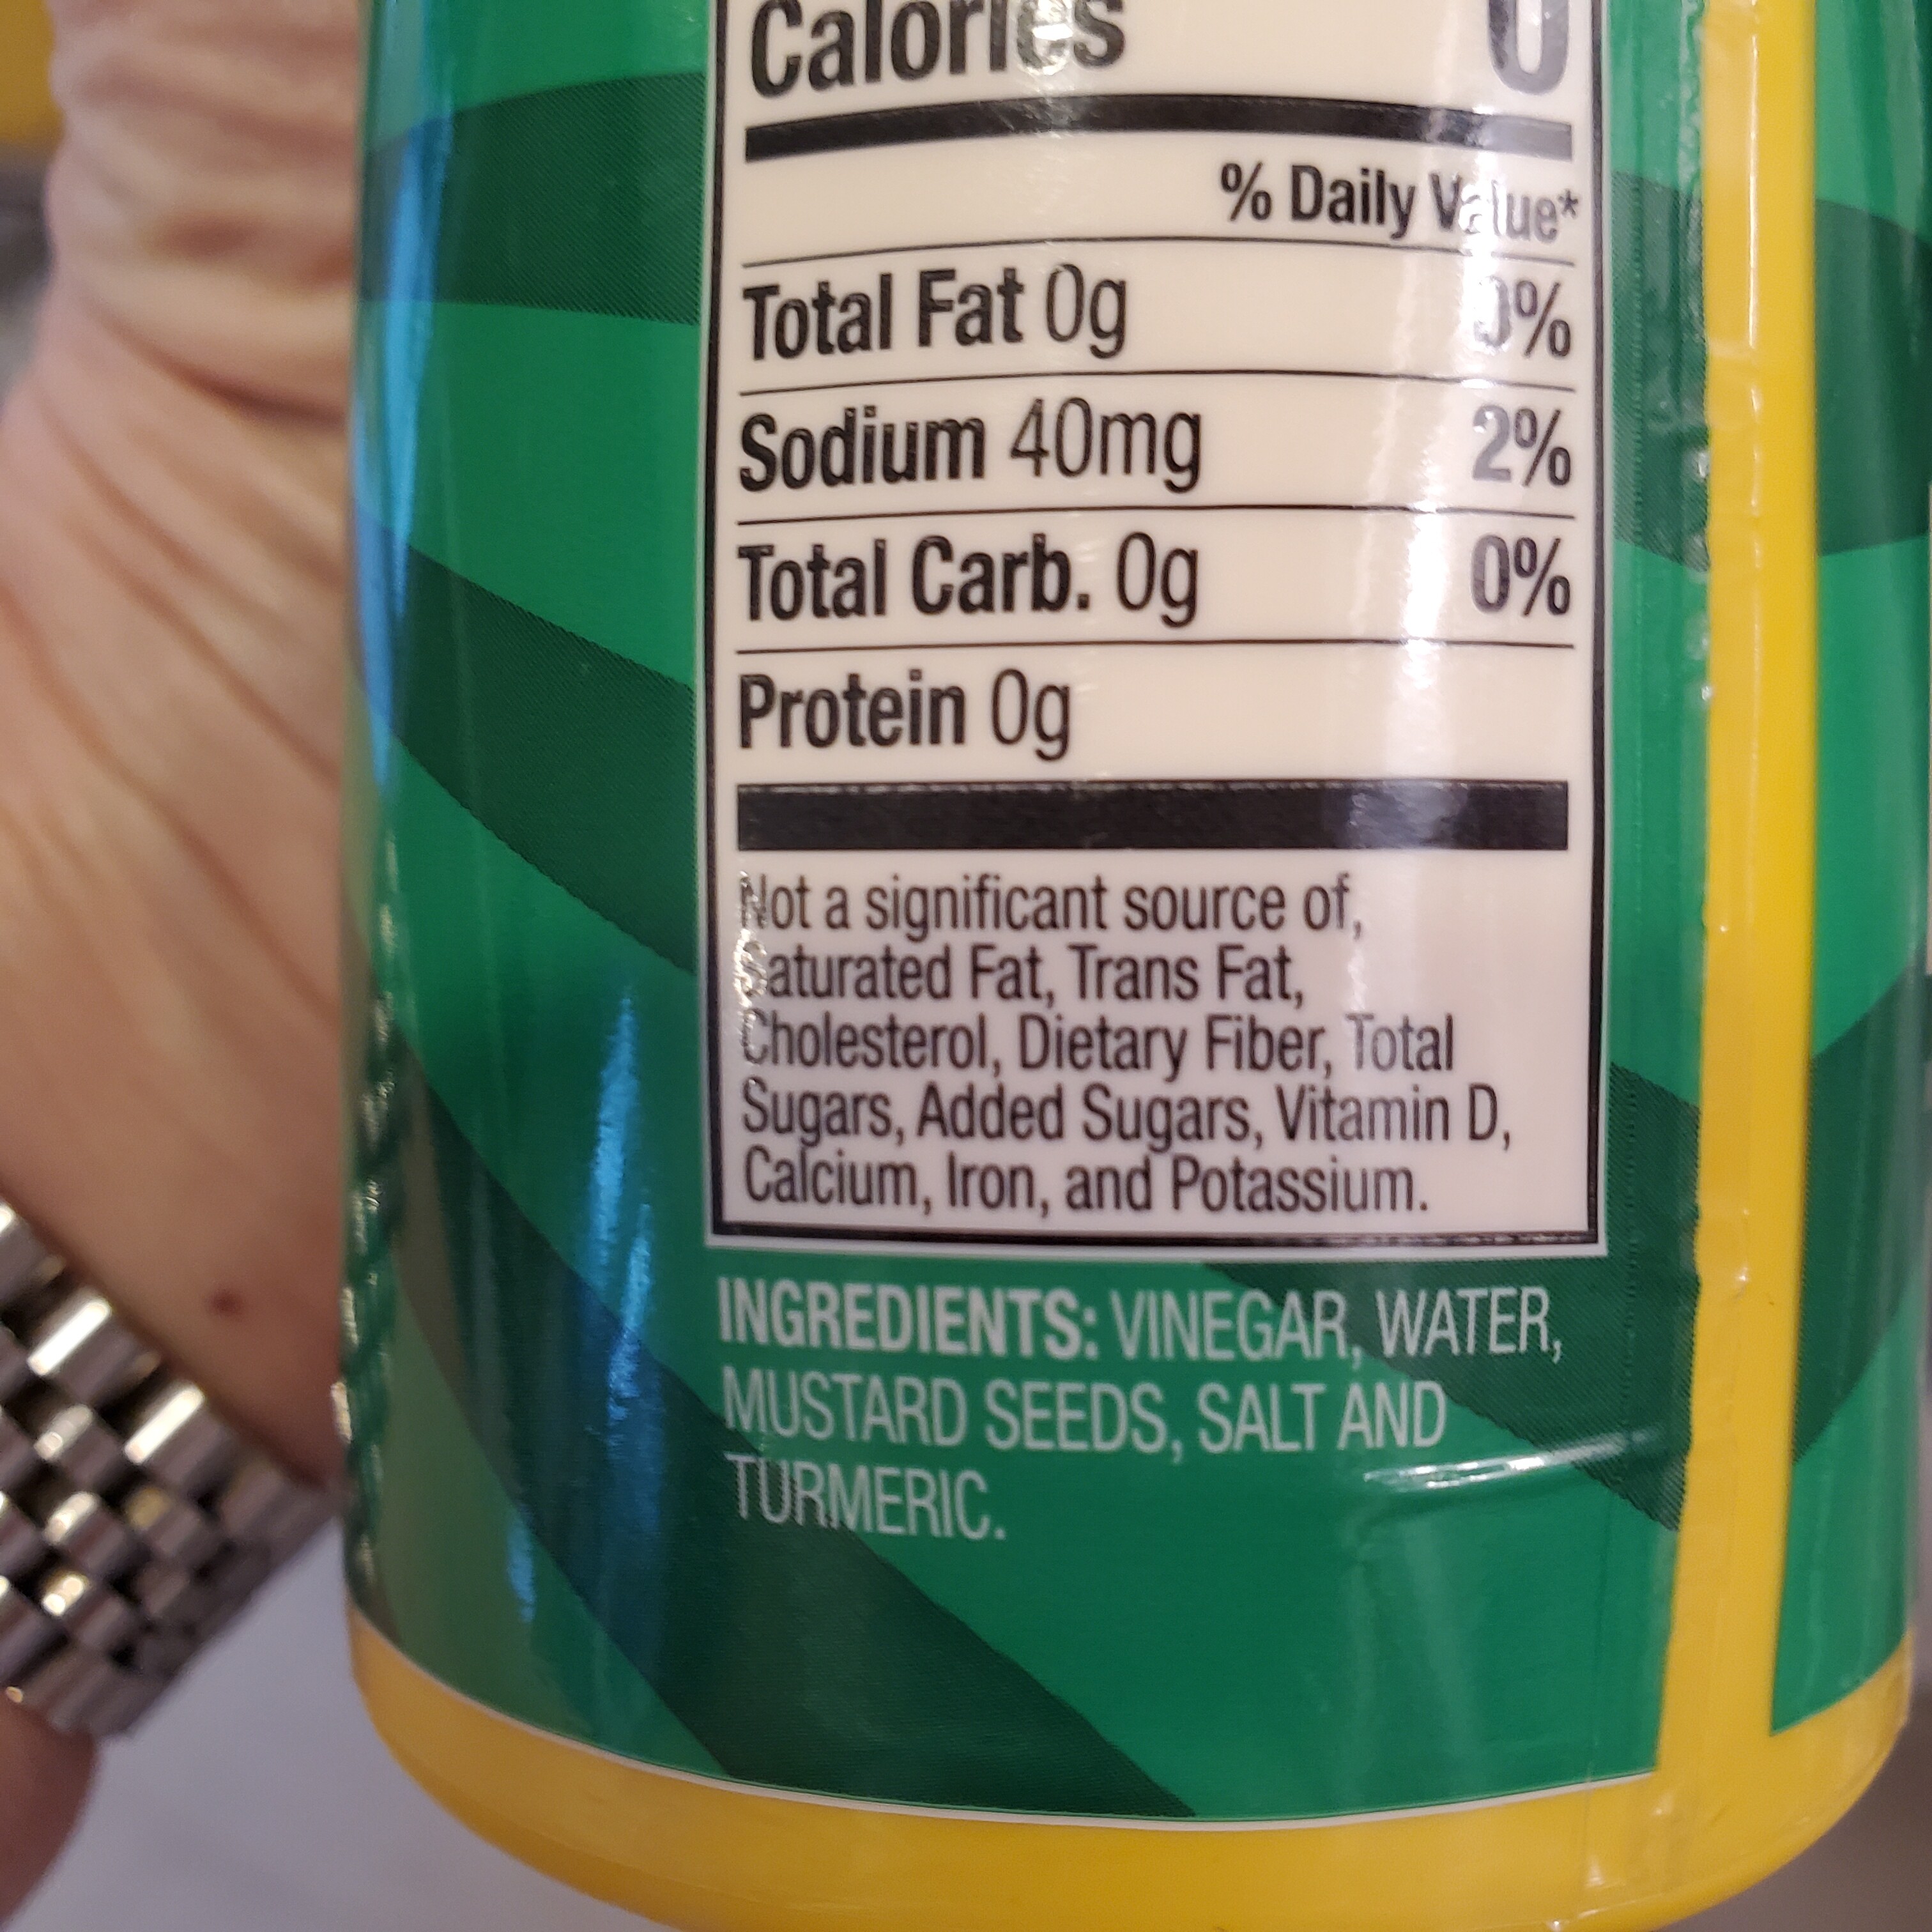 Calories 0
% Daily Value*
Total Fat 0g 0%
Sodium 40mg 2%
Total Carb. 0g 0%
Protein 0g
Not a significant source of,
Saturated Fat, Trans Fat,
Cholesterol, Dietary Fiber, Total
Sugars, Added Sugars, Vitamin D,
Calcium, Iron, and Potassium.
INGREDIENTS: VINEGAR, WATER,
MUSTARD SEEDS, SALT AND
TURMERIC.